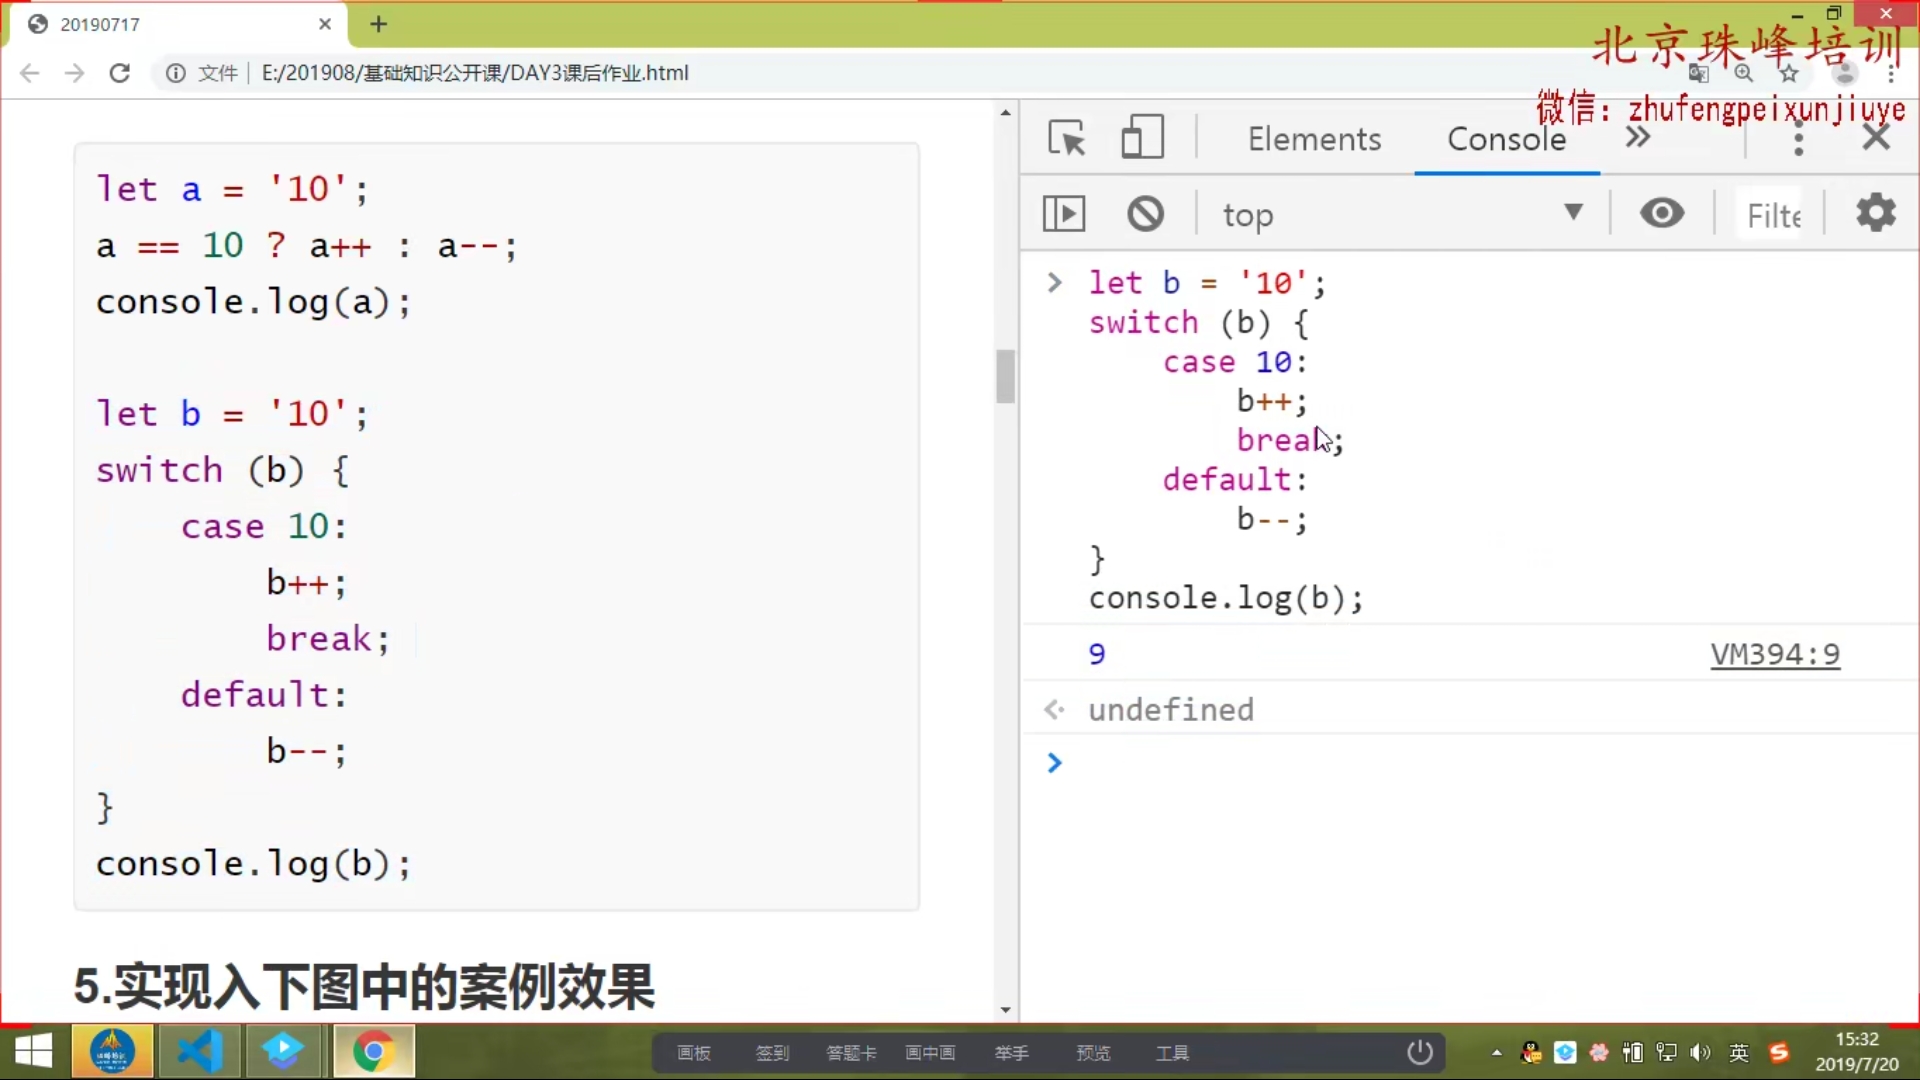 20190717
北京珠峰培训
文件 E:/201908/基础知识公开课/DAY3课后作业.html
微信: zhufengpeixunjiuye
let a = '10';
a == 10 ? a++ : a--;
console.log(a);
let b = '10';
switch (b) {
case 10:
b++;
break;
default:
b--;
}
console.log(b);
5.实现入下图中的案例效果
Elements Console
top Filte
let b = '10';
switch (b) {
case 10:
b++;
break;
default:
b--;
}
console.log(b);
9 VM394:9
undefined
画板 签到 答题卡 画中画 举手 预览 工具
英
15:32
2019/7/20